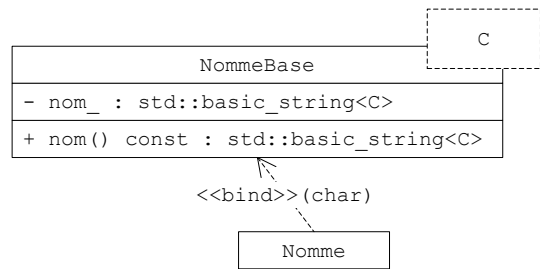 C
NommeBase
- nom_ : std::basic_string<C>
+ nom() const : std::basic_string<C>
<<bind>>(char)
Nomme